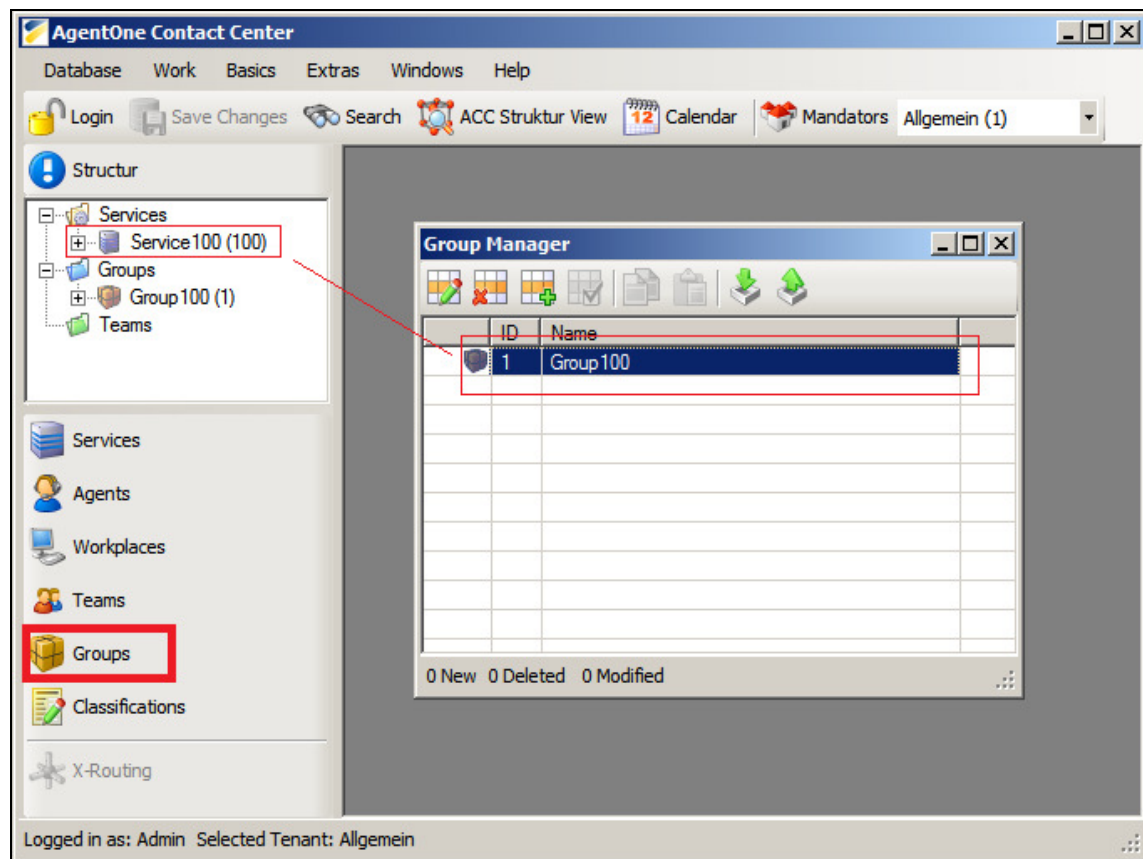 AgentOne Contact Center
Database Work Basics Extras Windows Help
Login Save Changes Search ACC Struktur View 12 Calendar Mandators Allgemein (1)
Structur
Services
Service100 (100)
Groups
Group100 (1)
Teams
Services
Agents
Workplaces
Teams
Groups
Classifications
X-Routing
Group Manager
ID Name
1 Group100
0 New 0 Deleted 0 Modified
Logged in as: Admin Selected Tenant: Allgemein